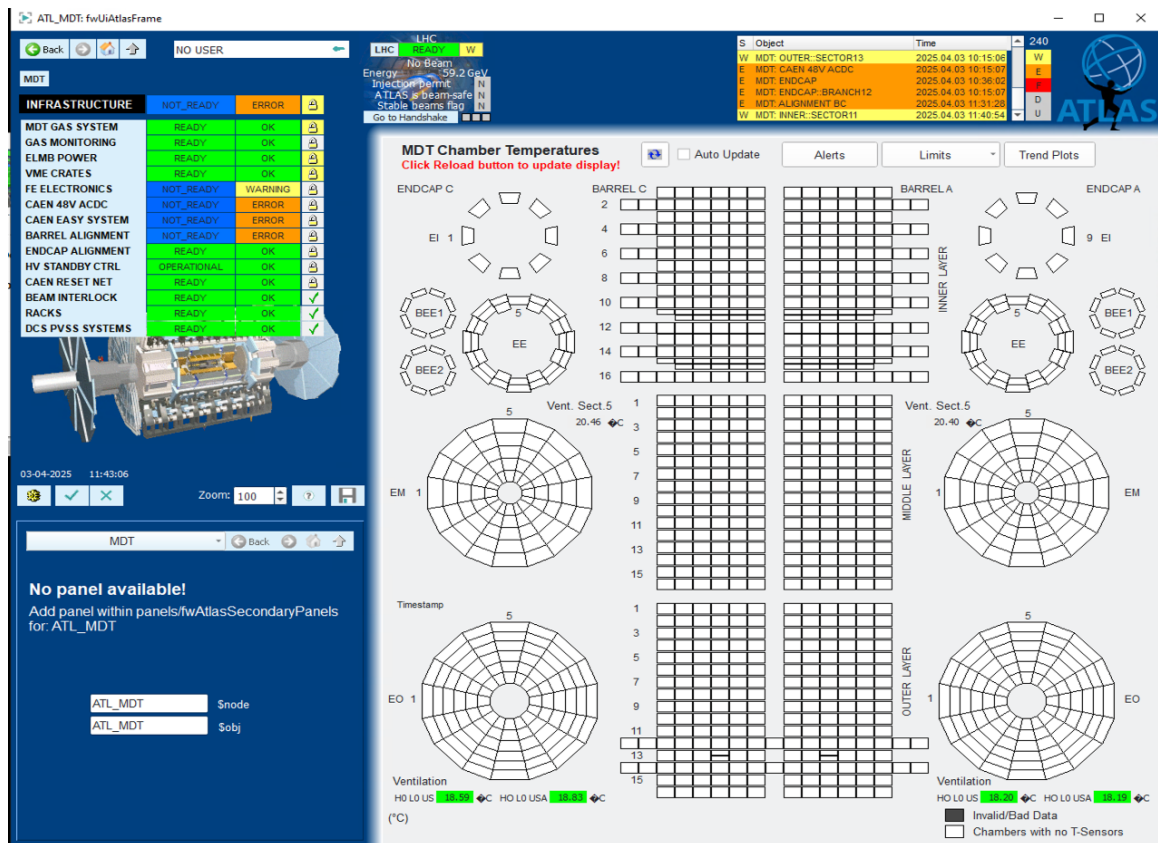 ATL_MDT: fwUiAtlasFrame
Back
NO USER
LHC
LHC READY W
No Beam
Energy 59.2 GeV
Injection permit N
ATLAS is beam-safe N
Stable beams flag N
Go to Handshake
S Object Time 240
W MDT: OUTER::SECTOR13 2025.04.03 10:15:06 W
E MDT: CAEN 48V ACDC 2025.04.03 10:15:07 E
E MDT: ENDCAP 2025.04.03 10:36:02 F
E MDT: ENDCAP::BRANCH12 2025.04.03 10:15:07
E MDT: ALIGNMENT BC 2025.04.03 11:31:28 D
W MDT: INNER::SECTOR11 2025.04.03 11:40:54 U
ATLAS
MDT
INFRASTRUCTURE NOT_READY ERROR
MDT GAS SYSTEM READY OK
GAS MONITORING READY OK
ELMB POWER READY OK
VME CRATES READY OK
FE ELECTRONICS NOT_READY WARNING
CAEN 48V ACDC NOT_READY ERROR
CAEN EASY SYSTEM NOT_READY ERROR
BARREL ALIGNMENT NOT_READY ERROR
ENDCAP ALIGNMENT READY OK
HV STANDBY CTRL OPERATIONAL OK
CAEN RESET NET READY OK
BEAM INTERLOCK READY OK
RACKS READY OK
DCS PVSS SYSTEMS READY OK
03-04-2025 11:43:06
Zoom: 100
MDT Back
No panel available!
Add panel within panels/fwAtlasSecondaryPanels
for: ATL_MDT
ATL_MDT $node
ATL_MDT $obj
MDT Chamber Temperatures
Click Reload button to update display!
Auto Update
Alerts
Limits
Trend Plots
ENDCAP C BARREL C BARREL A ENDCAP A
2
4
EI 1 9 EI
6
8
INNER LAYER
10
BEE1 5 5 BEE1
12
EE EE
14
BEE2 BEE2
16
Vent. Sect.5 1 Vent. Sect.5
5 5
20.46 �C 3 20.40 �C
5
7
MIDDLE LAYER
EM 1 9 1 EM
11
13
15
Timestamp
1
5 5
3
5
7
OUTER LAYER
EO 1 9 1 EO
11
13
15
Ventilation Ventilation
H0 L0 US 18.59 �C HO L0 USA 18.83 �C
HO L0 US 18.20 �C HO L0 USA 18.19 �C
(°C)
Invalid/Bad Data
Chambers with no T-Sensors